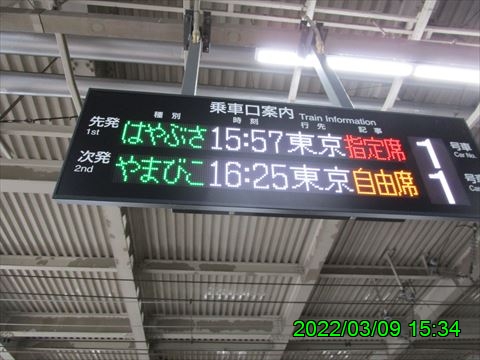 乗車口案内 Train Information
種別 時刻 行先 記事
先発 1st はやぶさ 15:57 東京 指定席 1 号車 Car No.
次発 2nd やまびこ 16:25 東京 自由席 1
2022/03/09 15:34